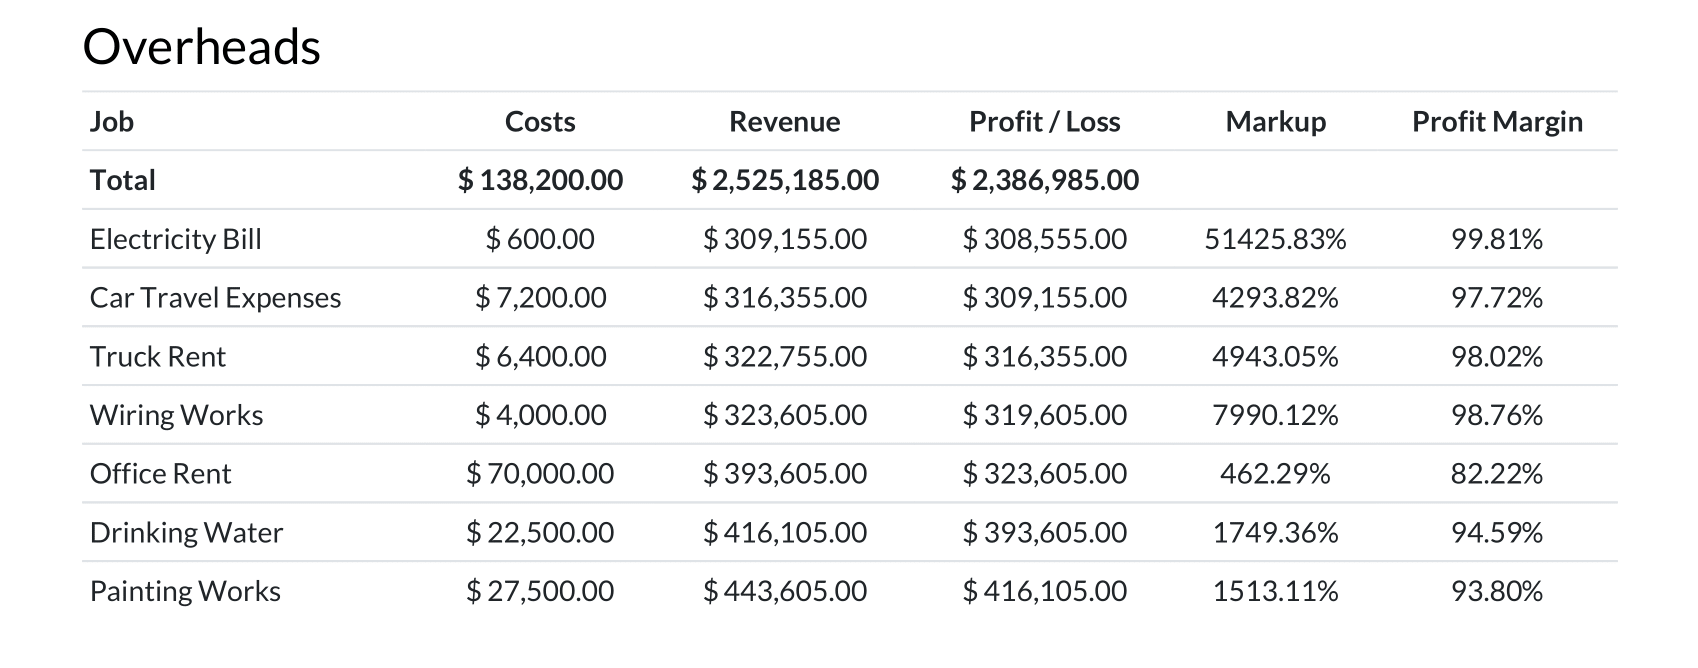 Overheads
Job Costs Revenue Profit / Loss Markup Profit Margin
Total $ 138,200.00 $ 2,525,185.00 $ 2,386,985.00
Electricity Bill $ 600.00 $ 309,155.00 $ 308,555.00 51425.83% 99.81%
Car Travel Expenses $ 7,200.00 $ 316,355.00 $ 309,155.00 4293.82% 97.72%
Truck Rent $ 6,400.00 $ 322,755.00 $ 316,355.00 4943.05% 98.02%
Wiring Works $ 4,000.00 $ 323,605.00 $ 319,605.00 7990.12% 98.76%
Office Rent $ 70,000.00 $ 393,605.00 $ 323,605.00 462.29% 82.22%
Drinking Water $ 22,500.00 $ 416,105.00 $ 393,605.00 1749.36% 94.59%
Painting Works $ 27,500.00 $ 443,605.00 $ 416,105.00 1513.11% 93.80%